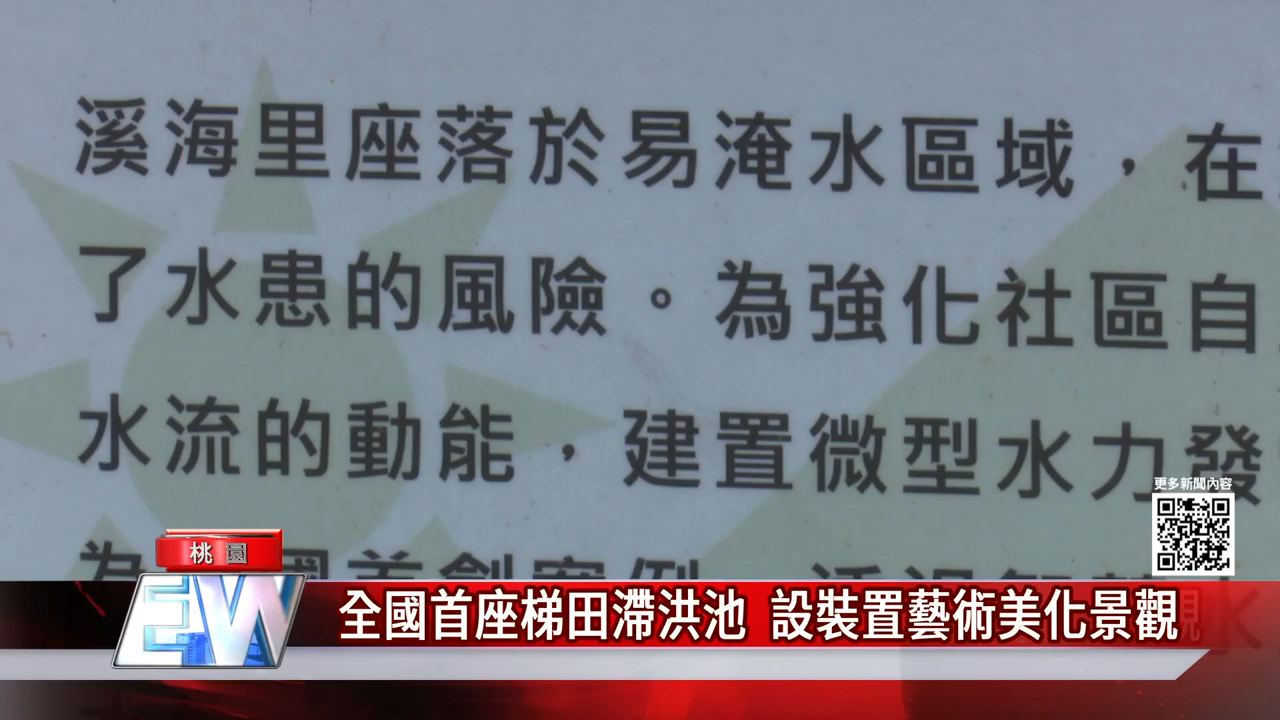 溪海里座落於易淹水區域，在
了水患的風險。為強化社區自
水流的動能，建置微型水力發
更多新聞內容
桃園
EW
全國首座梯田滯洪池 設裝置藝術美化景觀